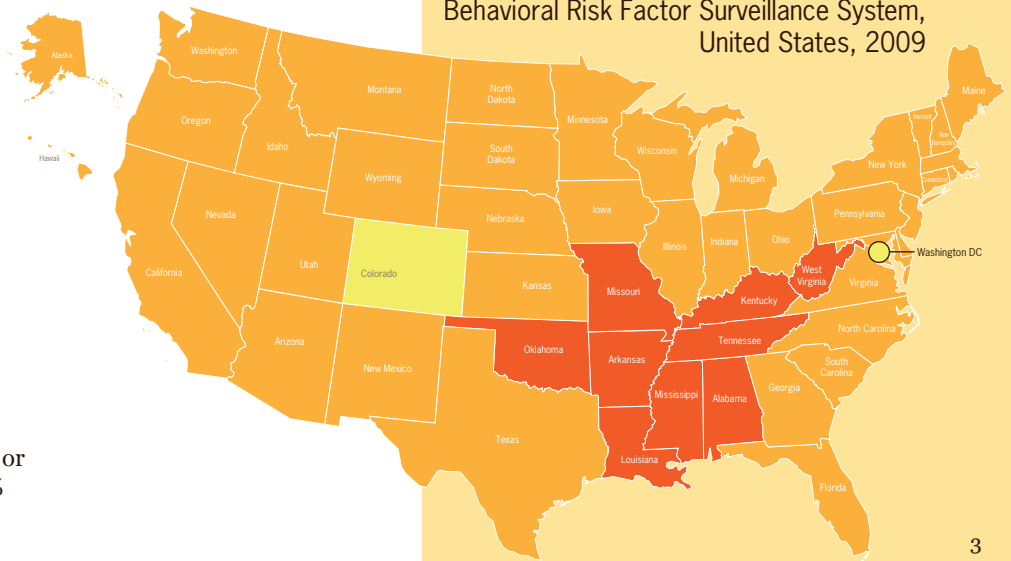 Behavioral Risk Factor Surveillance System,
United States, 2009
Alaska
Hawaii
Washington
Oregon
Idaho
Montana
North
Dakota
South
Dakota
Minnesota
Wisconsin
Michigan
Maine
Vermont
New
Hampshire
New York
Connecticut
Wyoming
Nebraska
Iowa
Nevada
Utah
California
Colorado
Kansas
Illinois
Indiana
Ohio
Pennsylvania
Washington DC
Missouri
West
Virginia
Virginia
Kentucky
Arizona
New Mexico
Oklahoma
Arkansas
Tennessee
North Carolina
South
Carolina
Mississippi
Alabama
Georgia
Texas
Louisiana
Florida
or
3